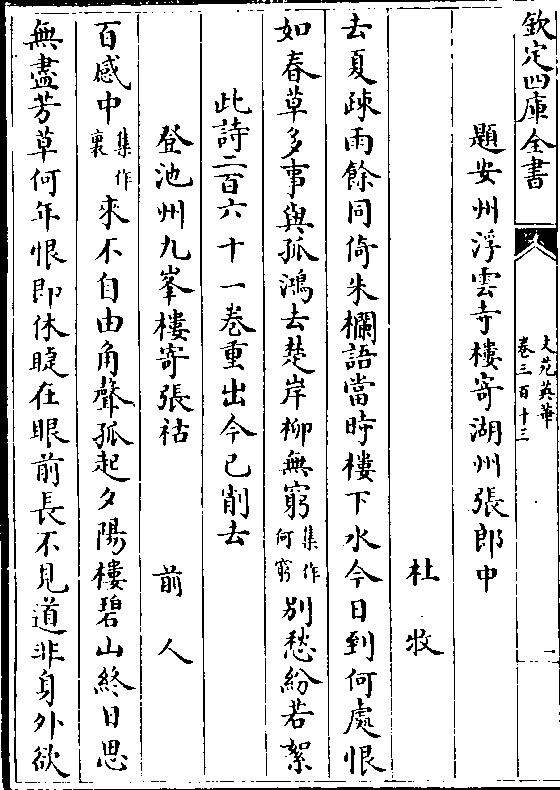 欽定四庫全書
文苑英華
卷三百十三
二
題安州浮雲寺樓寄湖州張郎中
杜牧
去夏疎雨餘同倚朱欄語當時樓下水今日到何處恨
如春草多事與孤鴻去楚岸柳無窮集作何窮別愁紛若絮
此詩二百六十一卷重出今已削去
登池州九峯樓寄張祜
前人
百感中集作裏來不自由角聲孤起夕陽樓碧山終日思
無盡芳草何年恨即休睫在眼前長不見道非身外欲